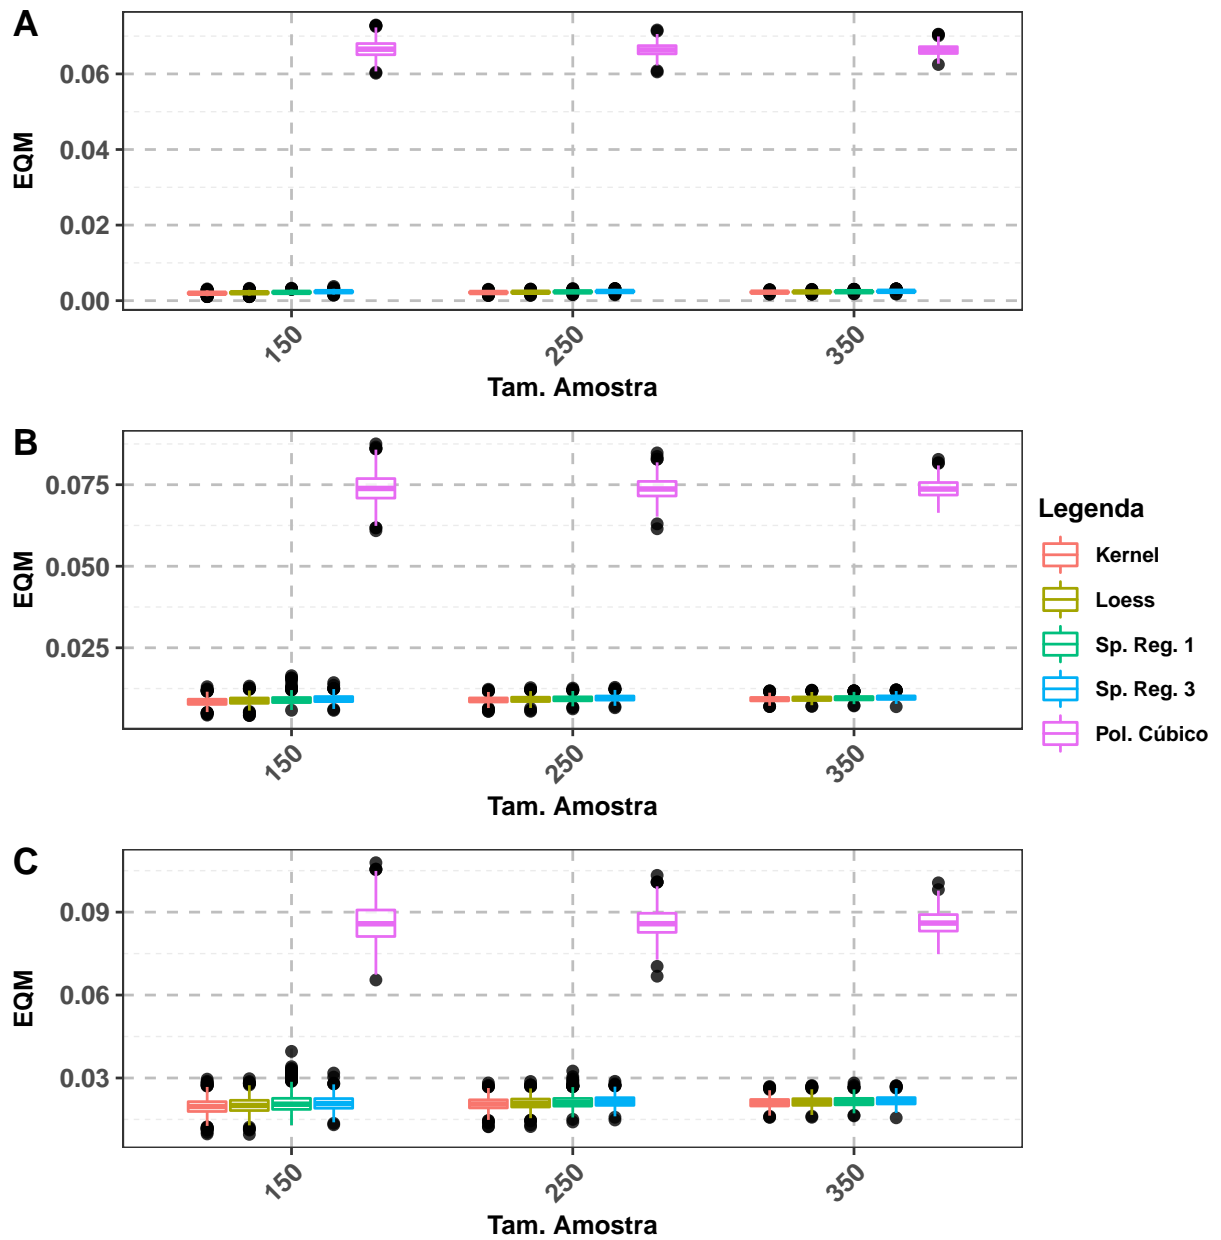 A
EQM
0.06
0.04
0.02
0.00
150
250
350
Tam. Amostra
B
EQM
0.075
0.050
0.025
150
250
350
Tam. Amostra
Legenda
Kernel
Loess
Sp. Reg. 1
Sp. Reg. 3
Pol. Cúbico
C
EQM
0.09
0.06
0.03
150
250
350
Tam. Amostra